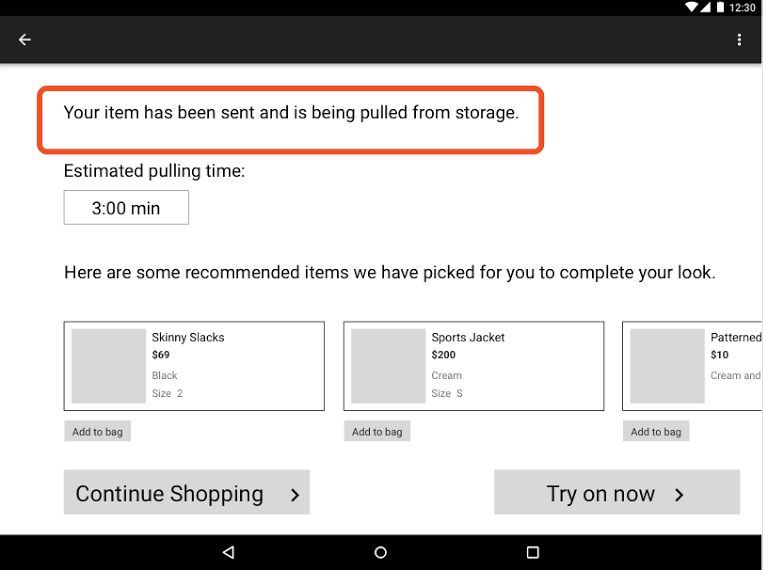 12:30
Your item has been sent and is being pulled from storage.
Estimated pulling time:
3:00 min
Here are some recommended items we have picked for you to complete your look.
Skinny Slacks
$69
Black
Size 2
Add to bag
Sports Jacket
$200
Cream
Size S
Add to bag
Patterned
$10
Cream and
Add to bag
Continue Shopping
Try on now